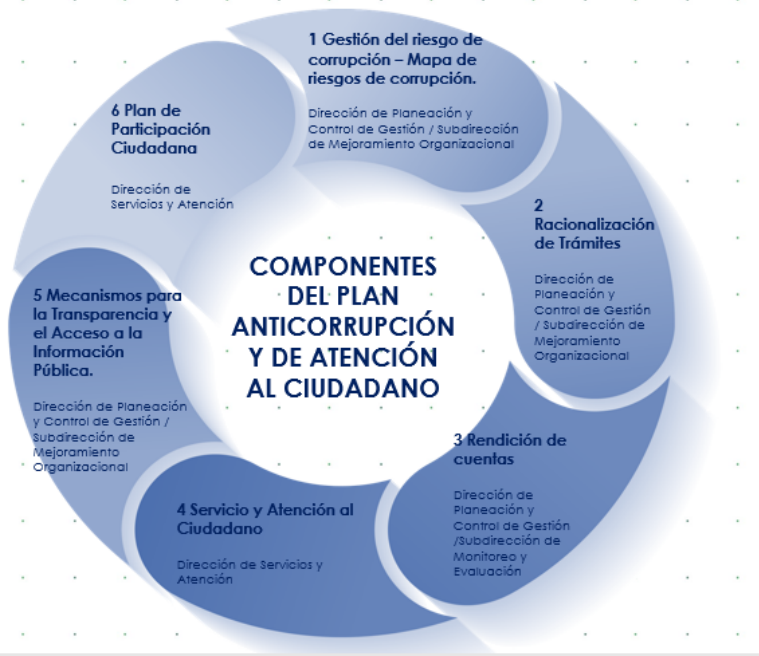 COMPONENTES
DEL PLAN
ANTICORRUPCIÓN
Y DE ATENCIÓN
AL CIUDADANO
1 Gestión del riesgo de
corrupción – Mapa de
riesgos de corrupción.
Dirección de Planeación y
Control de Gestión / Subdirección
de Mejoramiento Organizacional
2
Racionalización
de Trámites
Dirección de
Planeación y
Control de Gestión
/ Subdirección de
Mejoramiento
Organizacional
3 Rendición de
cuentas
Dirección de
Planeación y
Control de Gestión
/Subdirección de
Monitoreo y
Evaluación
4 Servicio y Atención al
Ciudadano
Dirección de Servicios y
Atención
5 Mecanismos para
la Transparencia y
el Acceso a la
Información
Pública.
Dirección de Planeación
y Control de Gestión /
Subdirección de
Mejoramiento
Organizacional
6 Plan de
Participación
Ciudadana
Dirección de
Servicios y Atención